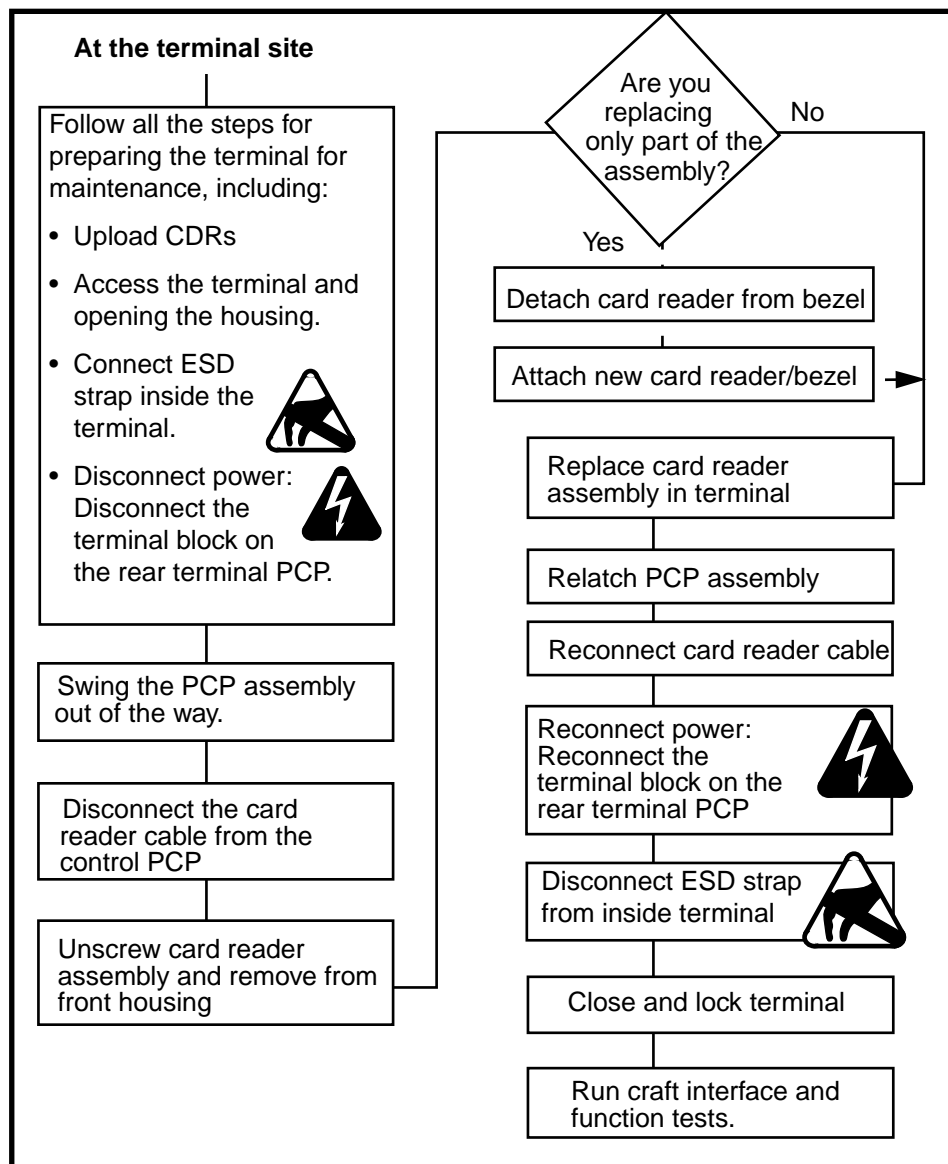 At the terminal site
Follow all the steps for
preparing the terminal for
maintenance, including:
• Upload CDRs
• Access the terminal and
opening the housing.
• Connect ESD
strap inside the
terminal.
• Disconnect power:
Disconnect the
terminal block on
the rear terminal PCP.
Swing the PCP assembly
out of the way.
Disconnect the card
reader cable from the
control PCP
Unscrew card reader
assembly and remove from
front housing
Are you
replacing
only part of the
assembly?
No
Yes
Detach card reader from bezel
Attach new card reader/bezel
Replace card reader
assembly in terminal
Relatch PCP assembly
Reconnect card reader cable
Reconnect power:
Reconnect the
terminal block on the
rear terminal PCP
Disconnect ESD strap
from inside terminal
Close and lock terminal
Run craft interface and
function tests.